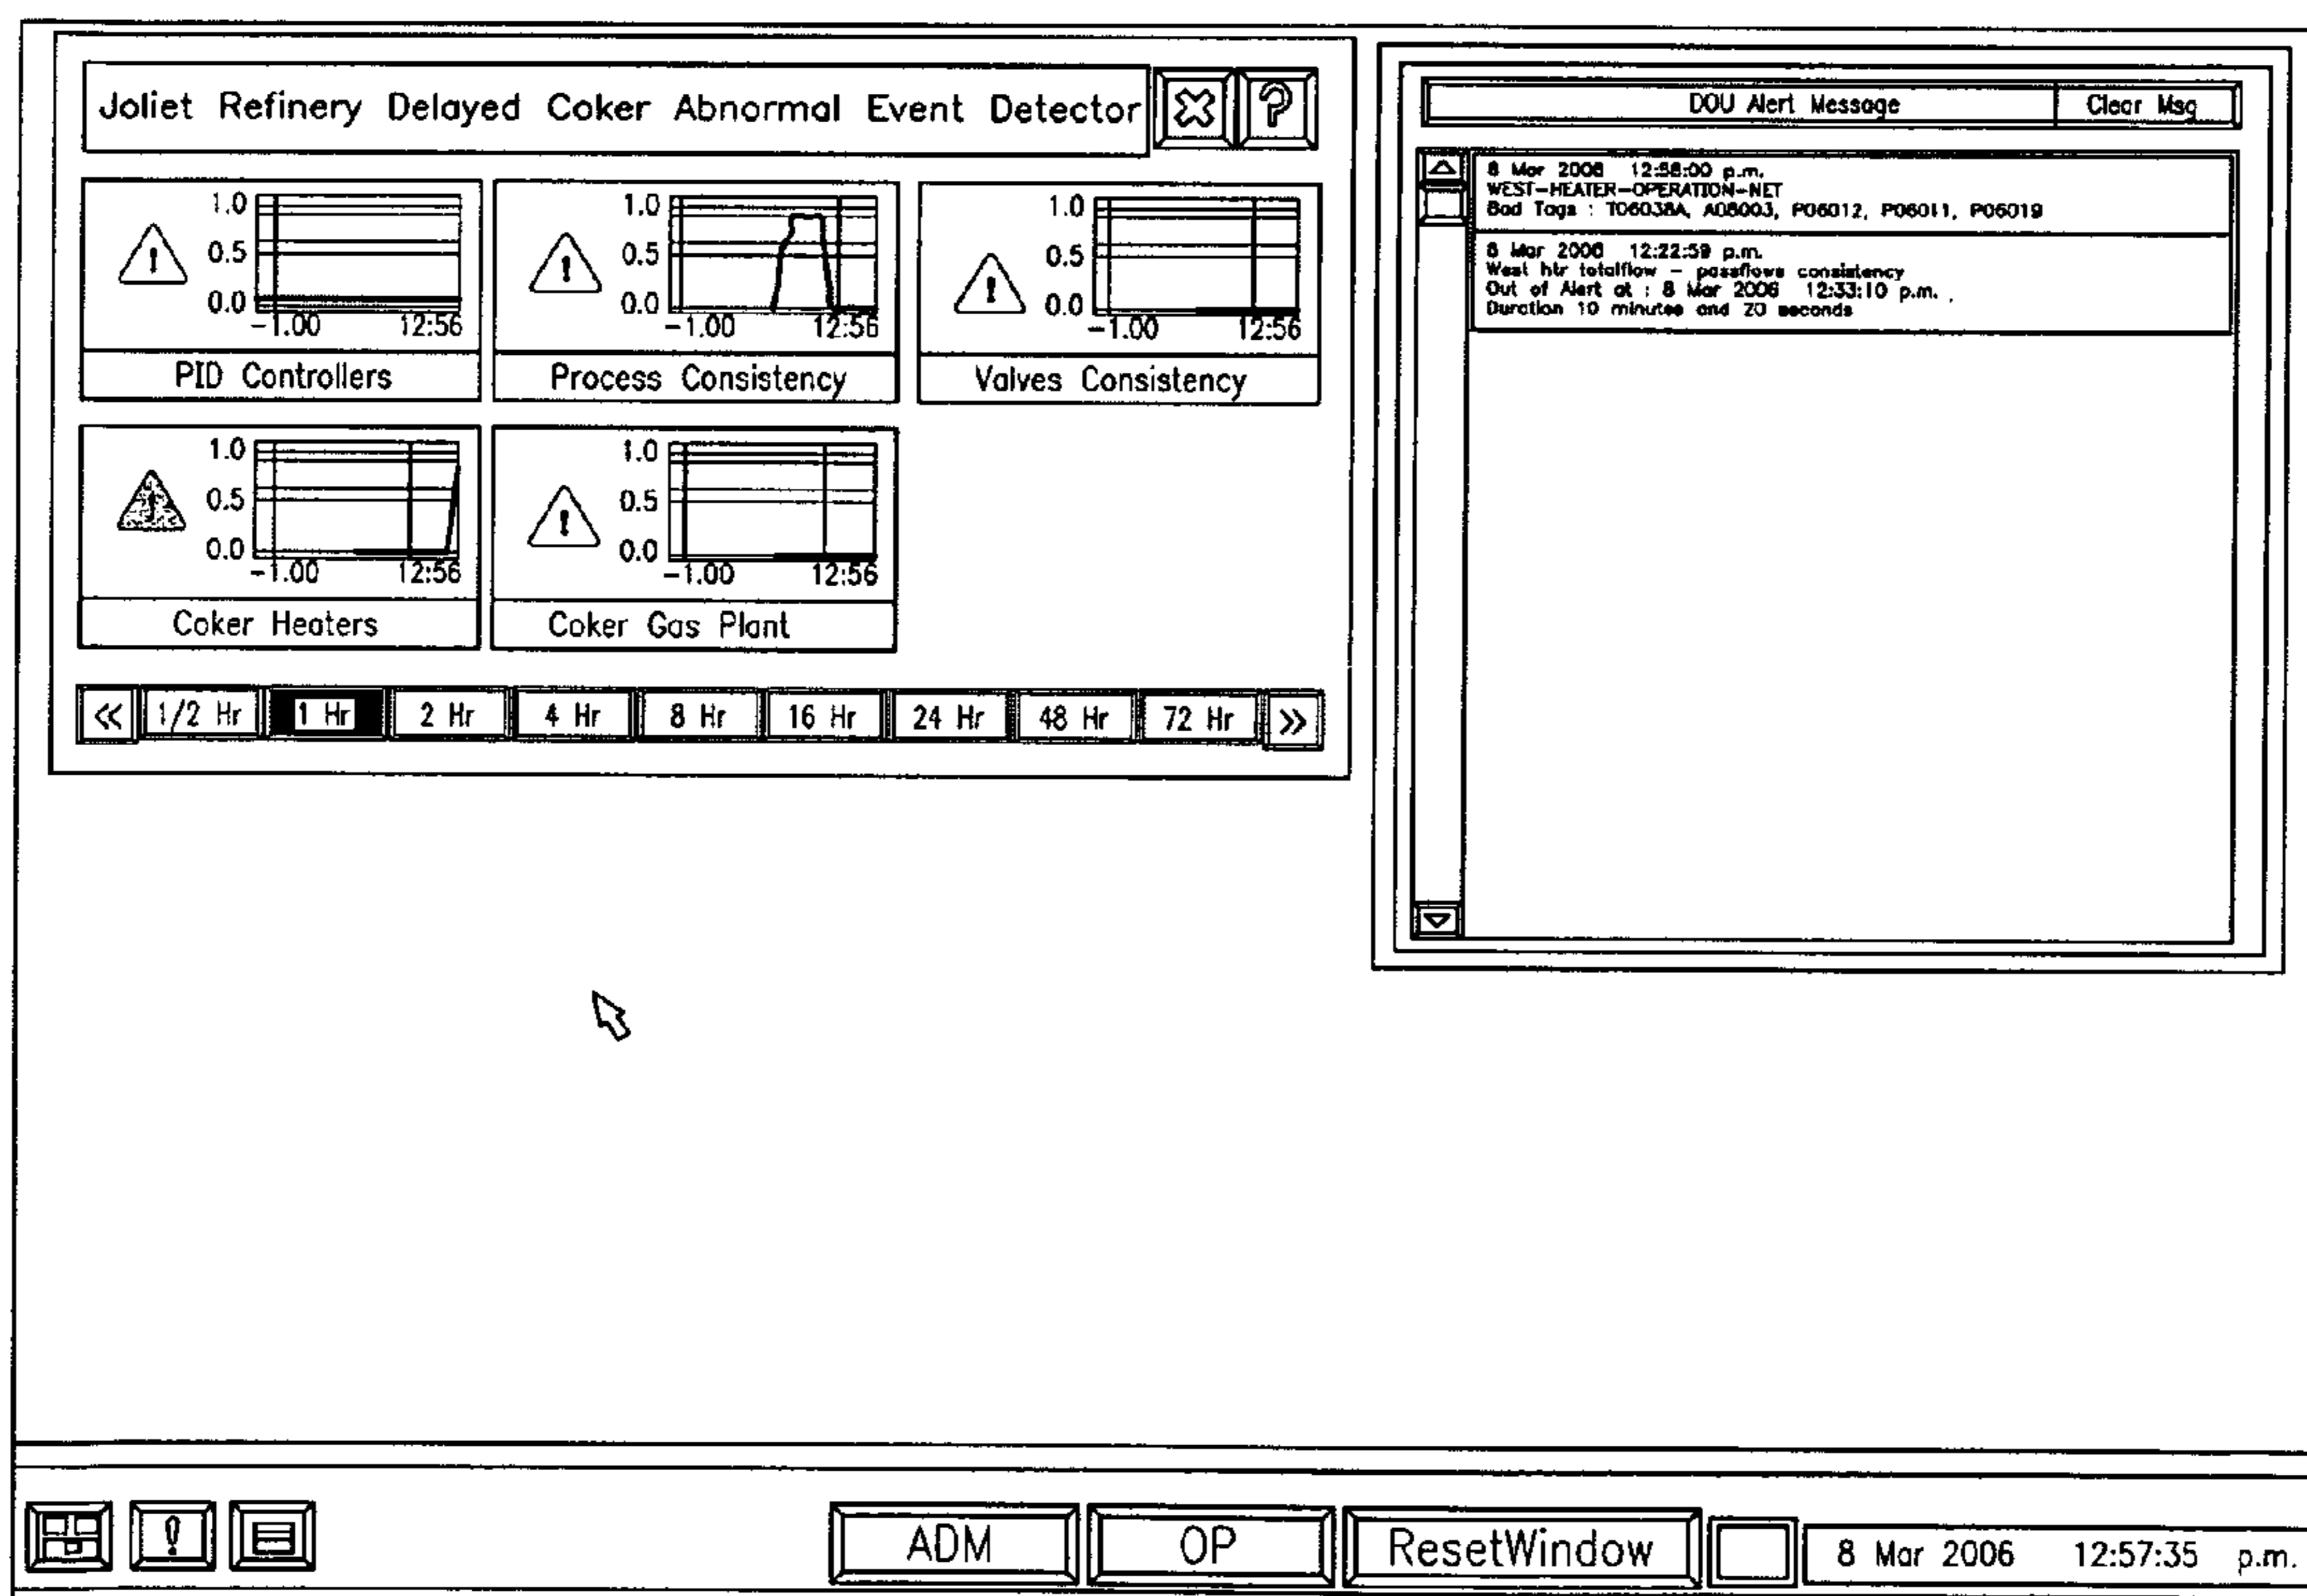 Joliet Refinery Delayed Coker Abnormal Event Detector
?
1.0
0.5
0.0
-1.00 12:56
PID Controllers
1.0
0.5
0.0
-1.00 12:56
Process Consistency
1.0
0.5
0.0
-1.00 12:56
Valves Consistency
1.0
0.5
0.0
-1.00 12:56
Coker Heaters
1.0
0.5
0.0
-1.00 12:56
Coker Gas Plant
<< 1/2 Hr 1 Hr 2 Hr 4 Hr 8 Hr 16 Hr 24 Hr 48 Hr 72 Hr >>
DOU Alert Message Clear Msg
8 Mar 2006 12:56:00 p.m.
WEST-HEATER-OPERATION-NET
Bad Tags : T06038A, P06012, P06011, P06019
8 Mar 2006 12:22:59 p.m.
West htr totalflow - passflows consistency
Out of Alert at : 8 Mar 2006 12:33:10 p.m.
Duration 10 minutes and 20 seconds
! ADM OP ResetWindow 8 Mar 2006 12:57:35 p.m.